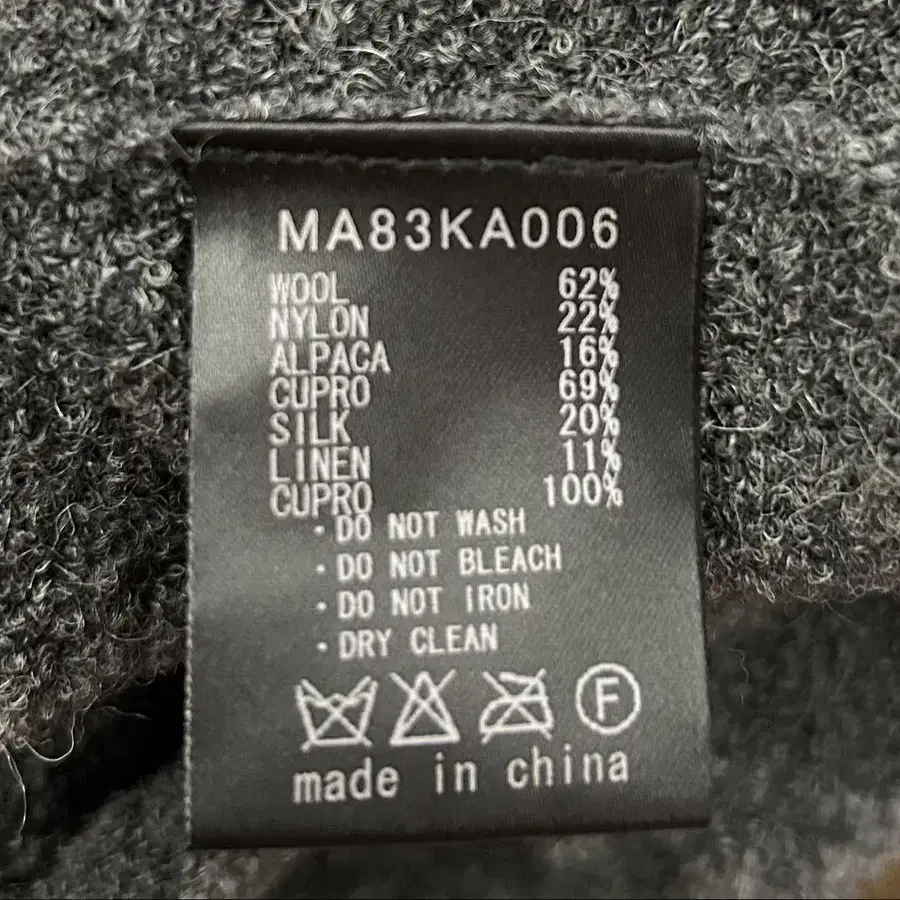 MA83KA006
WOOL 62%
NYLON 22%
ALPACA 16%
CUPRO 69%
SILK 20%
LINEN 11%
CUPRO 100%
・DO NOT WASH
・DO NOT BLEACH
・DO NOT IRON
・DRY CLEAN
F
made in china